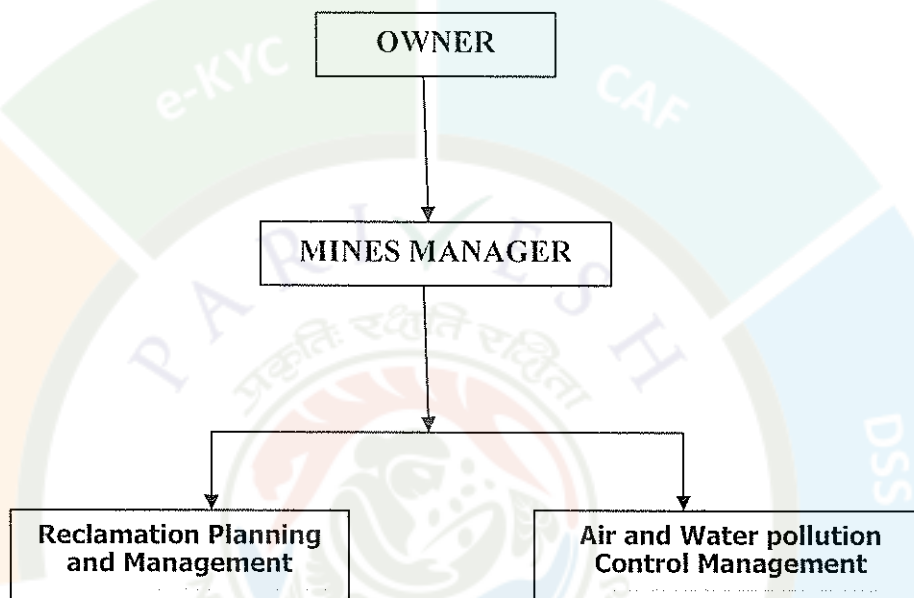 OWNER
e-KYC
CAF
MINES MANAGER
PARIVESH
प्रकृतिः रक्षति रक्षिता
DSS
Reclamation Planning
and Management
Air and Water pollution
Control Management